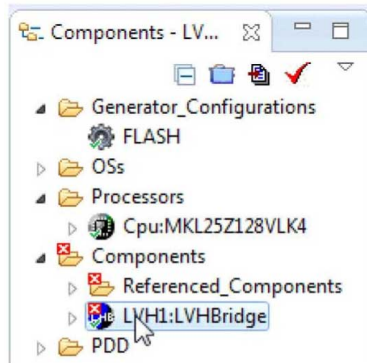 Components - LV...
Generator_Configurations
FLASH
OSs
Processors
Cpu:MKL25Z128VLK4
Components
Referenced_Components
LVH1:LVHBridge
PDD